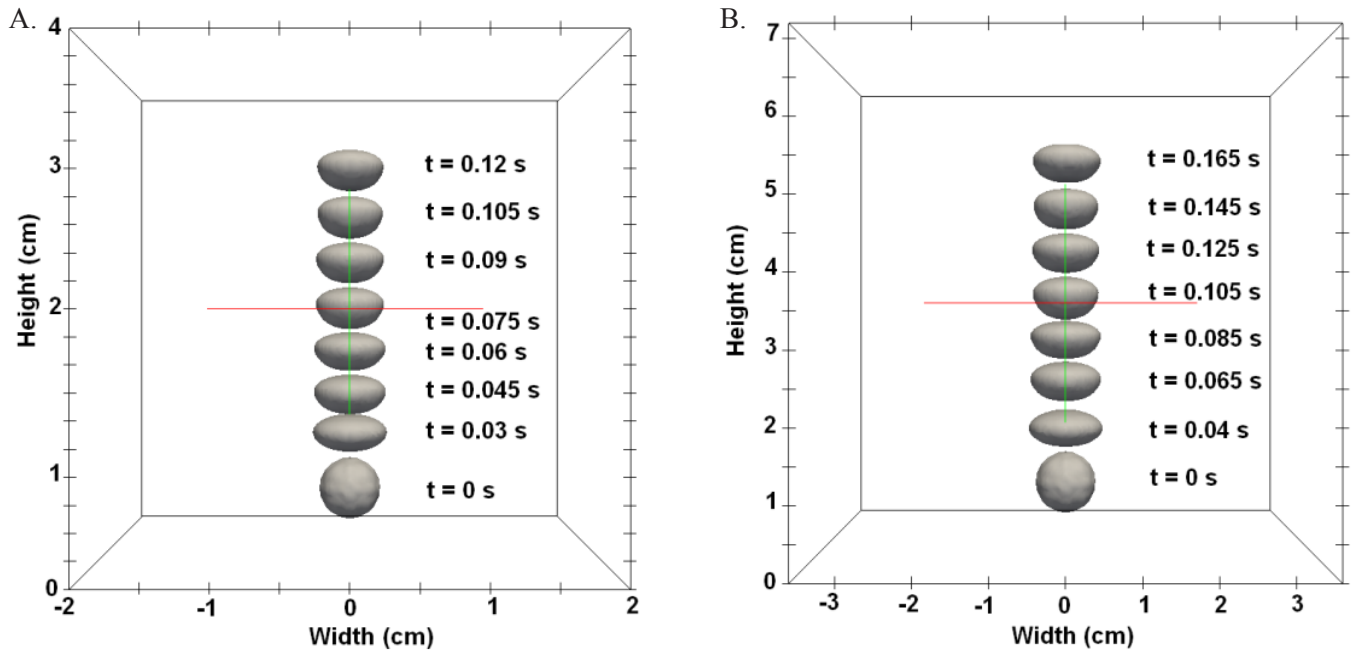 A.
4
3
2
1
0
Height (cm)
t = 0.12 s
t = 0.105 s
t = 0.09 s
t = 0.075 s
t = 0.06 s
t = 0.045 s
t = 0.03 s
t = 0 s
-2 -1 0 1 2
Width (cm)
B.
7
6
5
4
3
2
1
0
Height (cm)
t = 0.165 s
t = 0.145 s
t = 0.125 s
t = 0.105 s
t = 0.085 s
t = 0.065 s
t = 0.04 s
t = 0 s
-3 -2 -1 0 1 2 3
Width (cm)